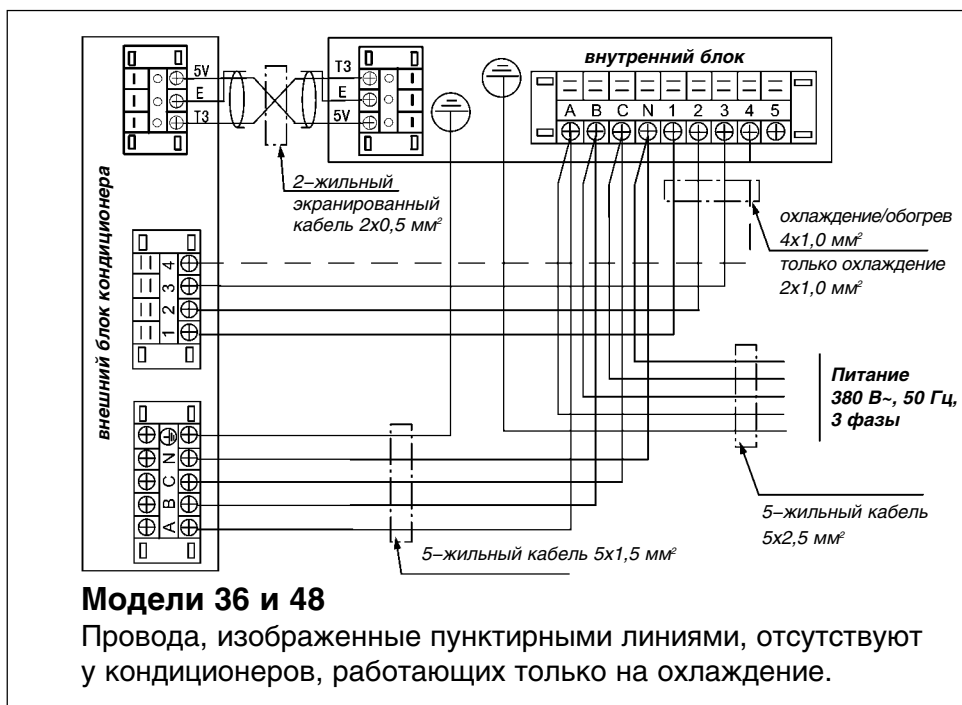 внутренний блок
5V
E
T3
T3
E
5V
A B C N 1 2 3 4 5
2–жильный
экранированный
кабель 2x0,5 мм²
внешний блок кондиционера
охлаждение/обогрев
4x1,0 мм²
только охлаждение
2x1,0 мм²
4
3
2
1
Питание
380 В~, 50 Гц,
3 фазы
N
C
B
A
5–жильный кабель
5x2,5 мм²
5–жильный кабель 5x1,5 мм²
Модели 36 и 48
Провода, изображенные пунктирными линиями, отсутствуют
у кондиционеров, работающих только на охлаждение.